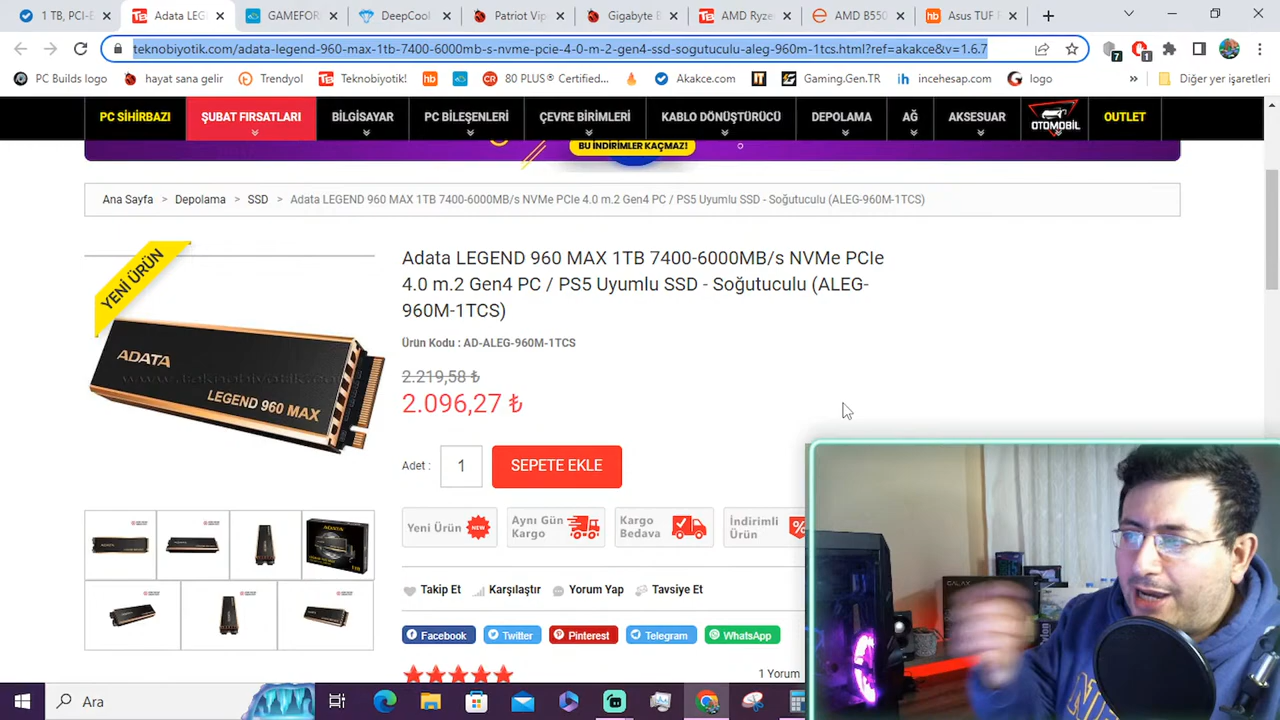 1 TB, PCI-E
Adata LEG
GAMEFOR
DeepCool
Patriot Vip
Gigabyte B
AMD Ryze
AMD B550
Asus TUF F
teknobiyotik.com/adata-legend-960-max-1tb-7400-6000mb-s-nvme-pcie-4-0-m-2-gen4-ssd-sogutuculu-aleg-960m-1tcs.html?ref=akakce&v=1.6.7
7
1
PC Builds logo
hayat sana gelir
Trendyol
Teknobiyotik!
hb
80 PLUS® Certified...
Akakce.com
Gaming.Gen.TR
incehesap.com
logo
»
Diğer yer işaretleri
PC SİHİRBAZI
ŞUBAT FIRSATLARI
BİLGİSAYAR
PC BİLEŞENLERİ
ÇEVRE BİRİMLERİ
KABLO DÖNÜŞTÜRÜCÜ
DEPOLAMA
AĞ
AKSESUAR
OTOMOBİL
OUTLET
BU İNDİRİMLER KAÇMAZ!
Ana Sayfa > Depolama > SSD > Adata LEGEND 960 MAX 1TB 7400-6000MB/s NVMe PCIe 4.0 m.2 Gen4 PC / PS5 Uyumlu SSD - Soğutuculu (ALEG-960M-1TCS)
YENİ ÜRÜN
ADATA
LEGEND 960 MAX
Adata LEGEND 960 MAX 1TB 7400-6000MB/s NVMe PCIe
4.0 m.2 Gen4 PC / PS5 Uyumlu SSD - Soğutuculu (ALEG-
960M-1TCS)
Ürün Kodu : AD-ALEG-960M-1TCS
2.219,58 ₺
2.096,27 ₺
Adet :
1
SEPETE EKLE
Yeni Ürün
NEW
Aynı Gün
Kargo
Kargo
Bedava
İndirimli
Ürün
%
Takip Et
Karşılaştır
Yorum Yap
Tavsiye Et
Facebook
Twitter
Pinterest
Telegram
WhatsApp
1 Yorum
GALAX
Ara